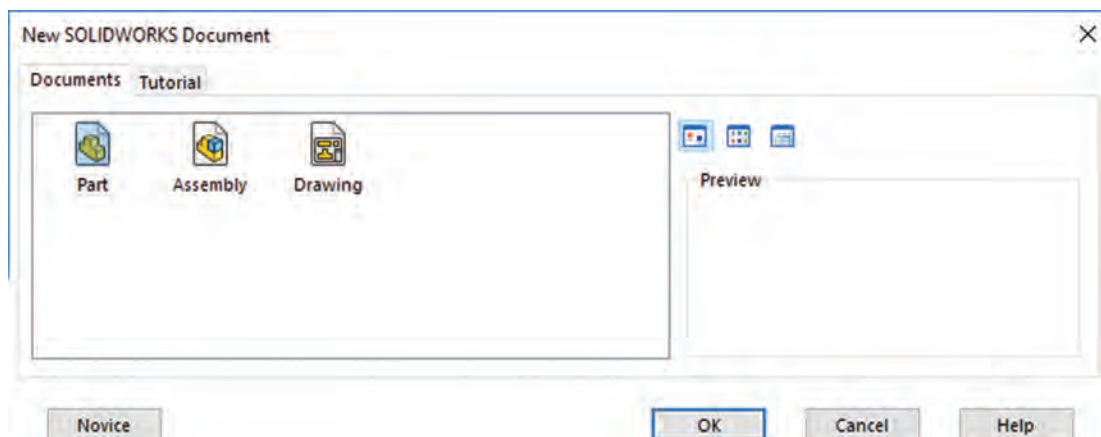 New SOLIDWORKS Document
Documents Tutorial
Part Assembly Drawing
Preview
Novice OK Cancel Help